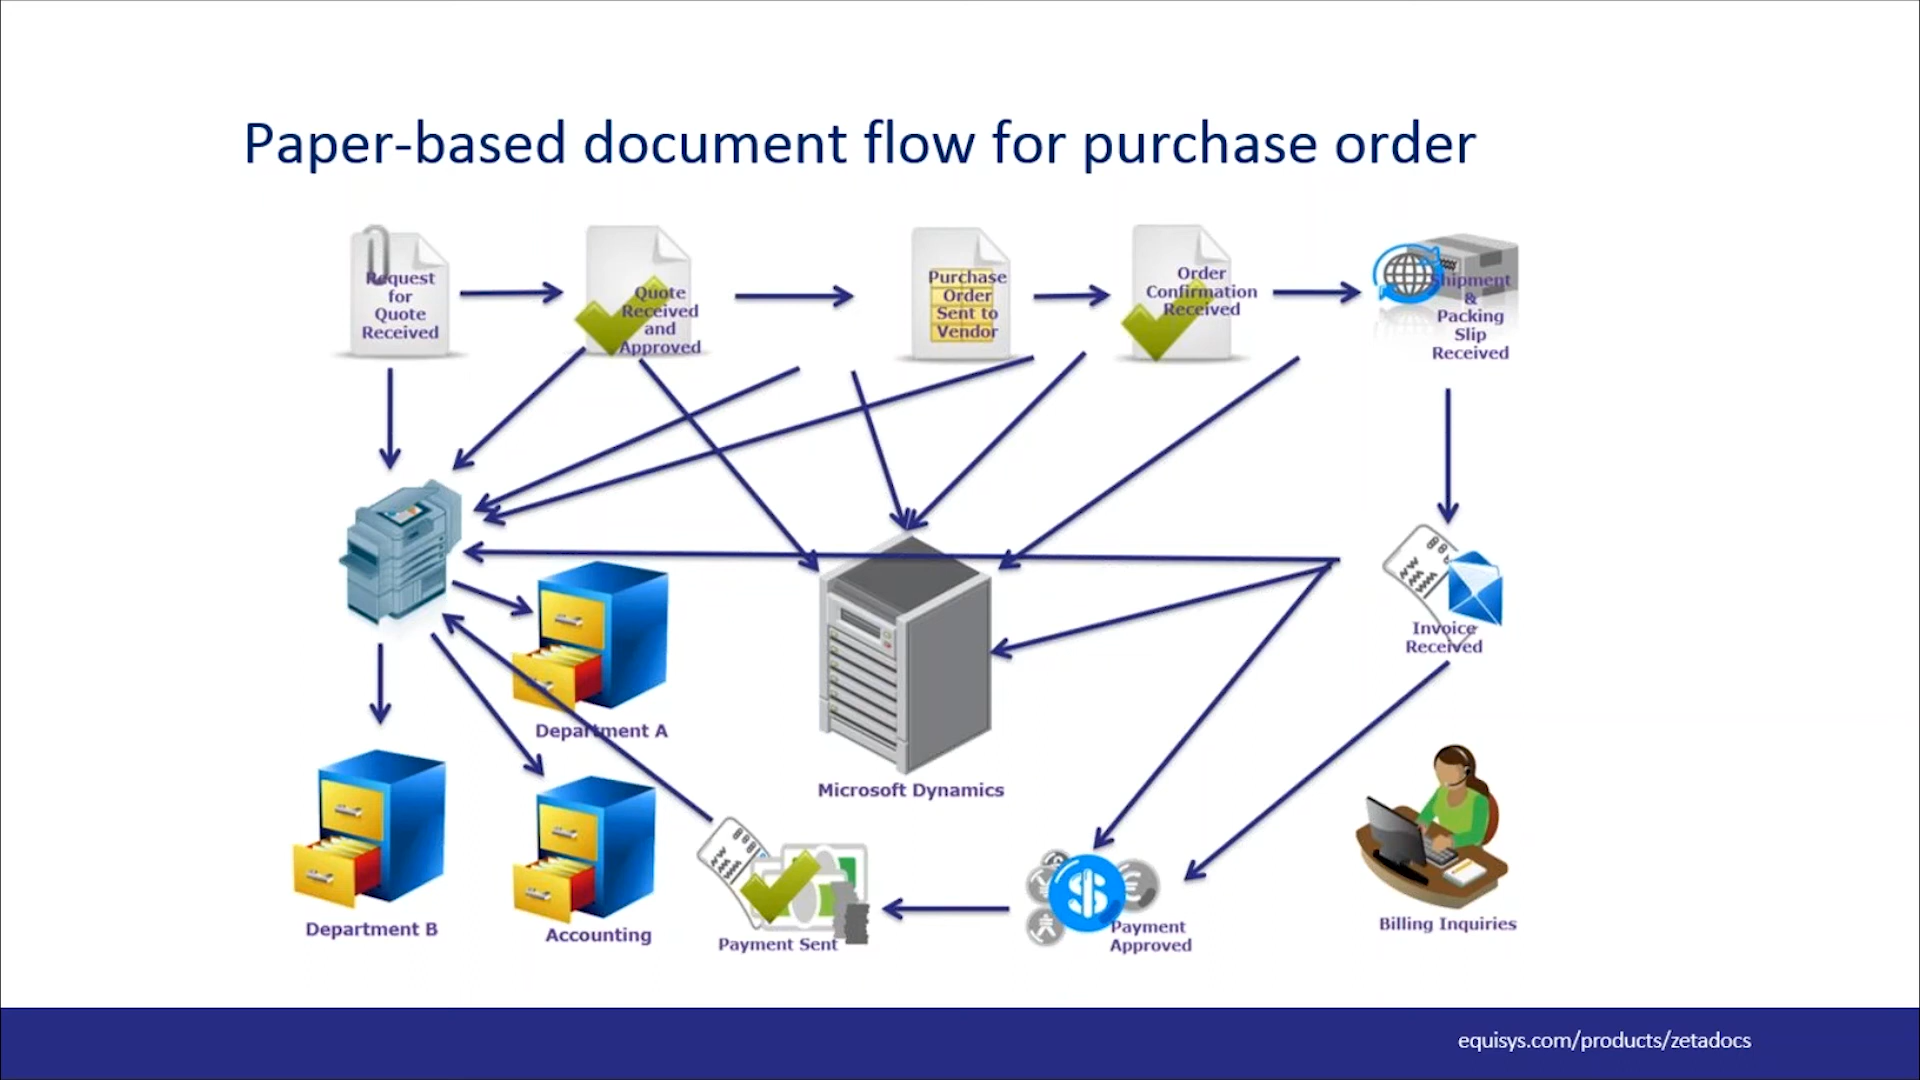 Paper-based document flow for purchase order
Request
for
Quote
Received
Quote
Received
and
Approved
Purchase
Order
Sent to
Vendor
Order
Confirmation
Received
Shipment
&
Packing
Slip
Received
Invoice
Received
Department A
Microsoft Dynamics
Department B
Accounting
Payment Sent
Payment
Approved
Billing Inquiries
equisys.com/products/zetadocs